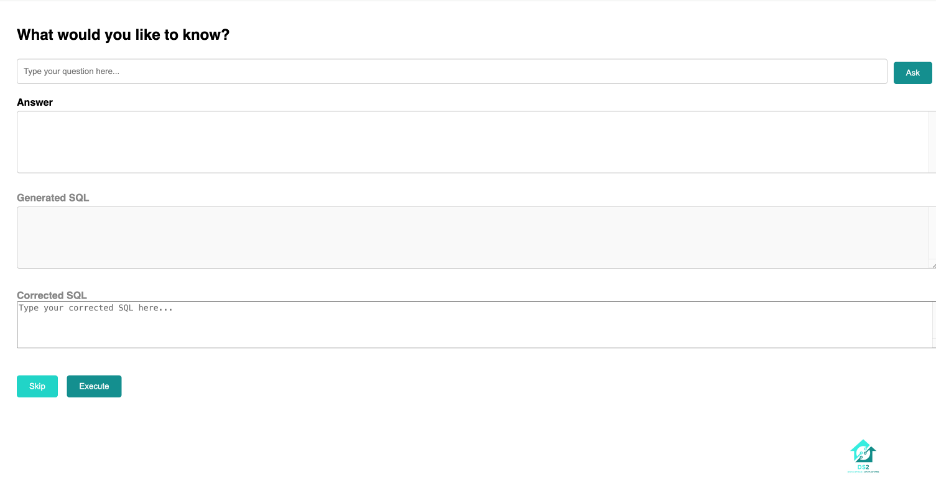 What would you like to know?
Type your question here...
Ask
Answer
Generated SQL
Corrected SQL
Type your corrected SQL here...
Skip
Execute